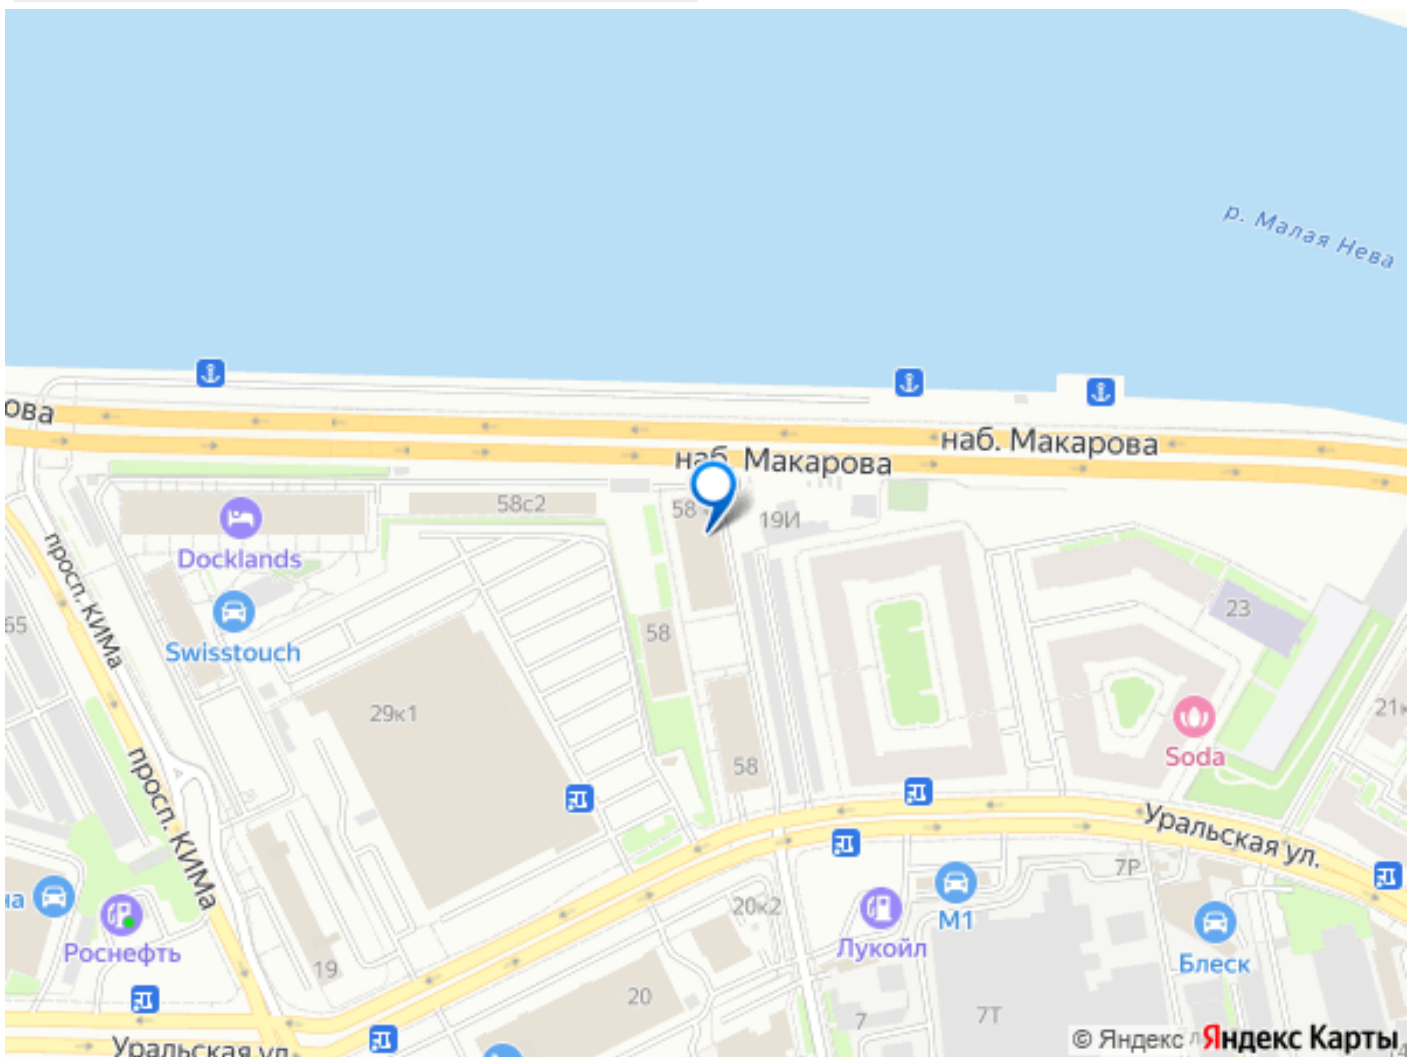 р. Малая Нева
ова
наб. Макарова
наб. Макарова
58с2
58
19И
Docklands
просп. КИМа
Swisstouch
65
58
23
29к1
21к
Soda
58
просп. КИМа
Уральская ул.
7Р
на
М1
20к2
Роснефть
Лукойл
Блеск
19
20
7
7Т
© Яндекс
Яндекс Карты
Уральская ул.